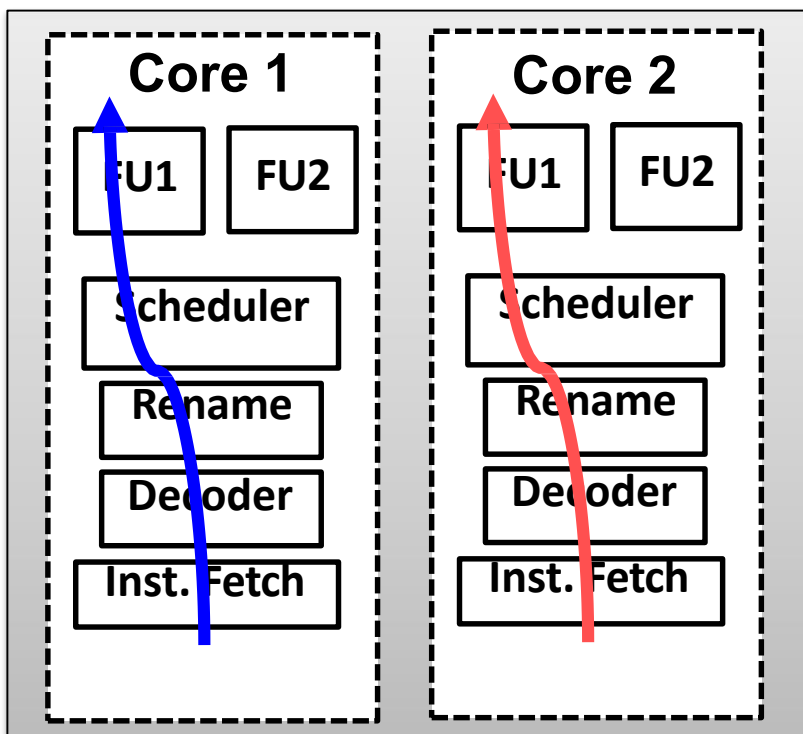 Core 1
FU1 FU2
Scheduler
Rename
Decoder
Inst. Fetch
Core 2
FU1 FU2
Scheduler
Rename
Decoder
Inst. Fetch